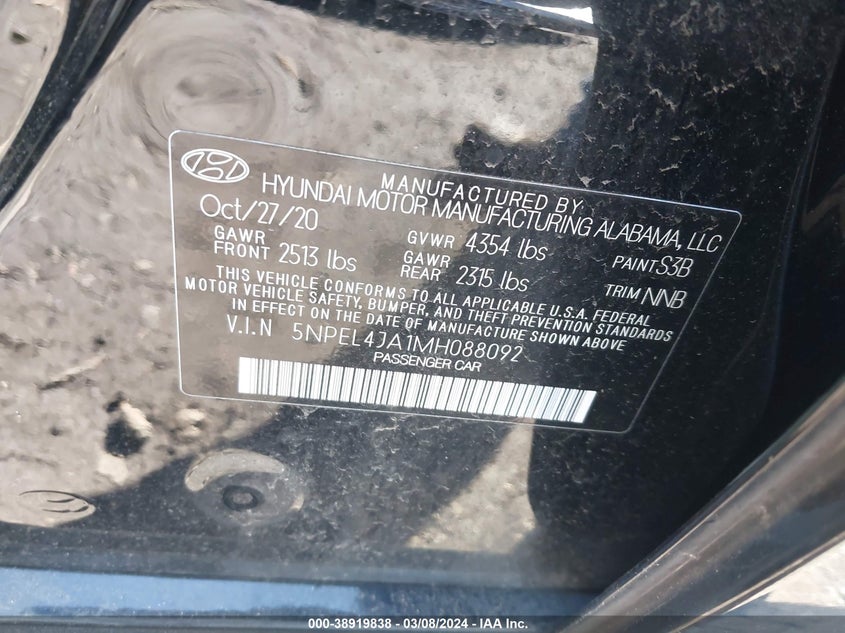 MANUFACTURED BY
HYUNDAI MOTOR MANUFACTURING ALABAMA, LLC
Oct/27/20 GVWR 4354 lbs PAINT S3B
GAWR FRONT 2513 lbs GAWR REAR 2315 lbs TRIM NNB
THIS VEHICLE CONFORMS TO ALL APPLICABLE U.S.A. FEDERAL
MOTOR VEHICLE SAFETY, BUMPER, AND THEFT PREVENTION STANDARDS
IN EFFECT ON THE DATE OF MANUFACTURE SHOWN ABOVE
V.I.N 5NPEL4JA1MH088092
PASSENGER CAR
000-38919838 - 03/08/2024 - IAA Inc.